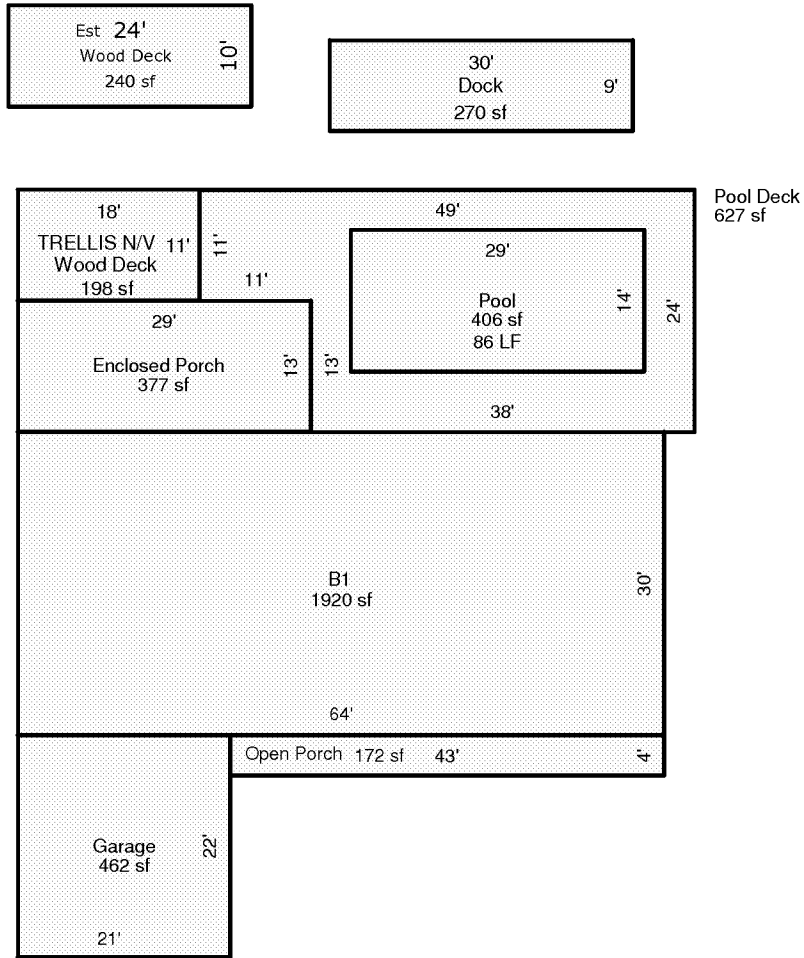 Est 24'
Wood Deck
240 sf
10'
30'
Dock
270 sf
9'
Pool Deck
627 sf
18'
TRELLIS N/V 11'
Wood Deck
198 sf
11'
11'
49'
29'
Pool
406 sf
86 LF
14'
24'
29'
Enclosed Porch
377 sf
13'
13'
38'
B1
1920 sf
30'
64'
Open Porch 172 sf 43' 4'
Garage
462 sf
22'
21'